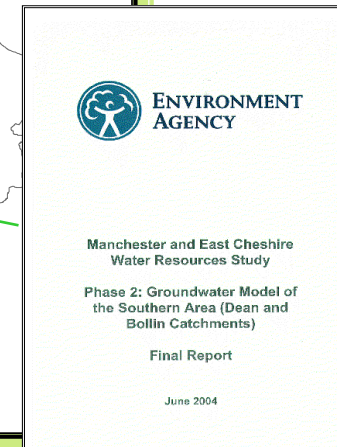 ENVIRONMENT
AGENCY
Manchester and East Cheshire
Water Resources Study
Phase 2: Groundwater Model of
the Southern Area (Dean and
Bollin Catchments)
Final Report
June 2004